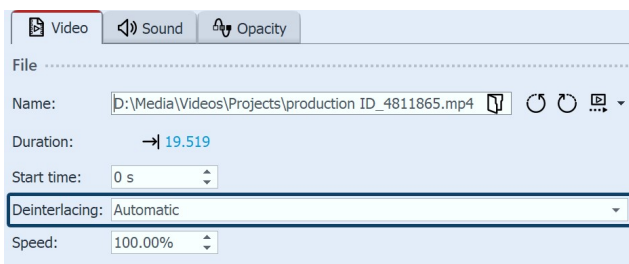 Video Sound Opacity
File
Name: D:\Media\Videos\Projects\production ID_4811865.mp4
Duration: 19.519
Start time: 0 s
Deinterlacing: Automatic
Speed: 100.00%